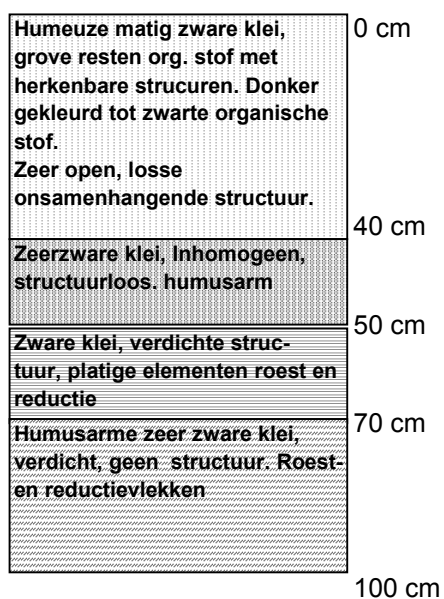 Humeuze matig zware klei,
grove resten org. stof met
herkenbare strucuren. Donker
gekleurd tot zwarte organische
stof.
Zeer open, losse
onsamenhangende structuur.
0 cm
40 cm
Zeerzware klei, Inhomogeen,
structuurloos. humusarm
50 cm
Zware klei, verdichte struc-
tuur, platige elementen roest en
reductie
70 cm
Humusarme zeer zware klei,
verdicht, geen structuur. Roest-
en reductievlekken
100 cm